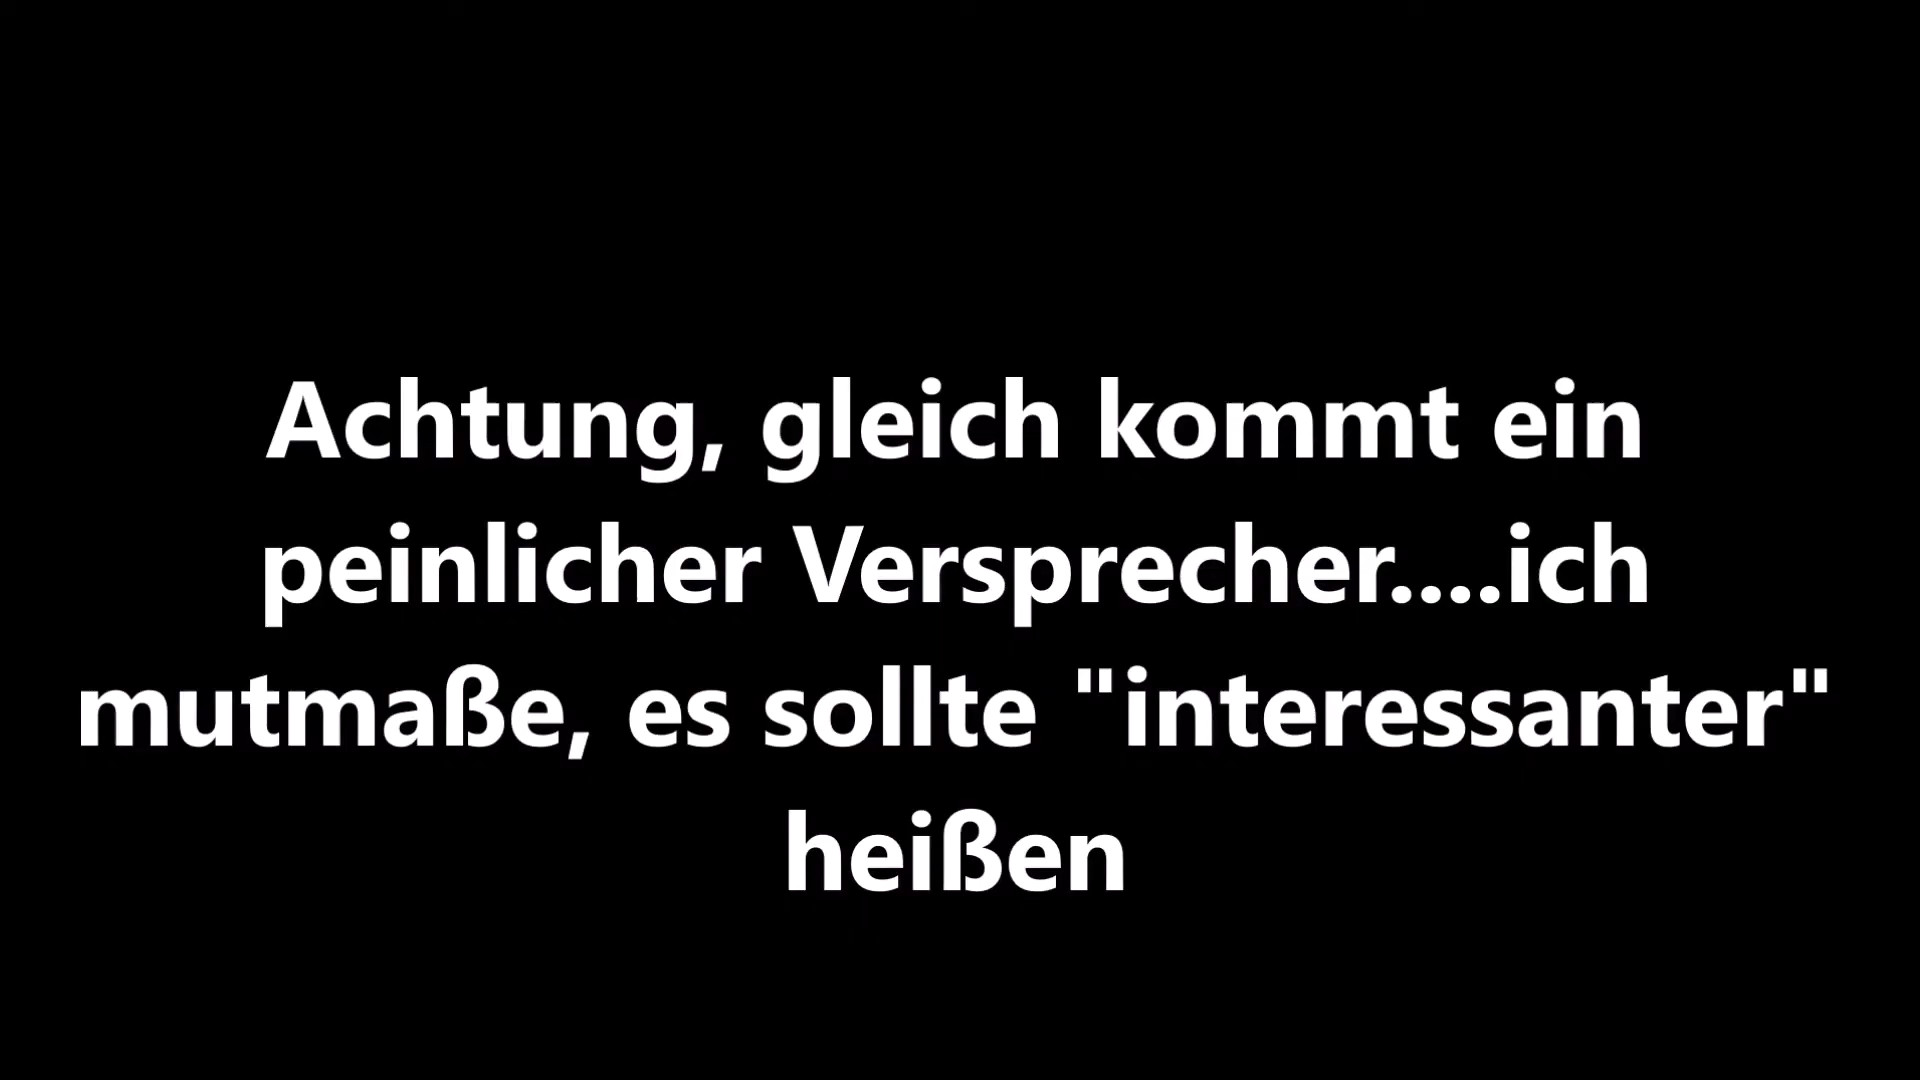 Achtung, gleich kommt ein
peinlicher Versprecher....ich
mutmaße, es sollte "interessanter"
heißen